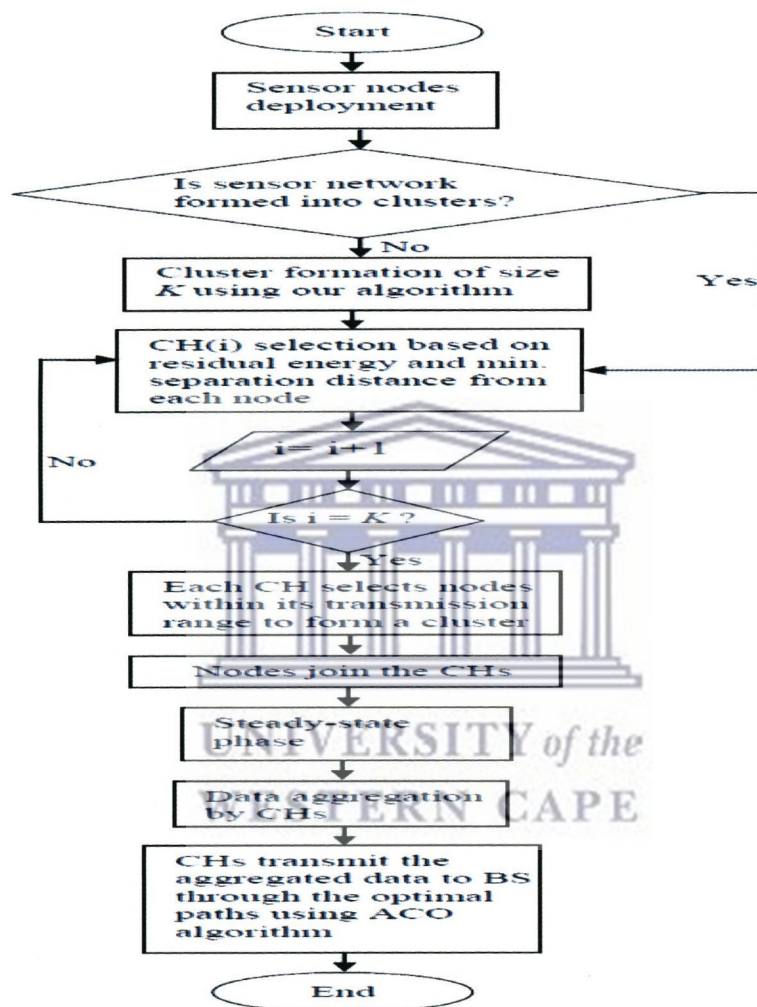 Start
Sensor nodes
deployment
Is sensor network
formed into clusters?
No
Cluster formation of size
K using our algorithm
Yes
CH(i) selection based on
residual energy and min.
separation distance from
each node
i= i+1
No
Is i = K ?
Yes
Each CH selects nodes
within its transmission
range to form a cluster
Nodes join the CHs
Steady-state
phase
UNIVERSITY of the
Data aggregation
by CHs
WESTERN CAPE
CHs transmit the
aggregated data to BS
through the optimal
paths using ACO
algorithm
End